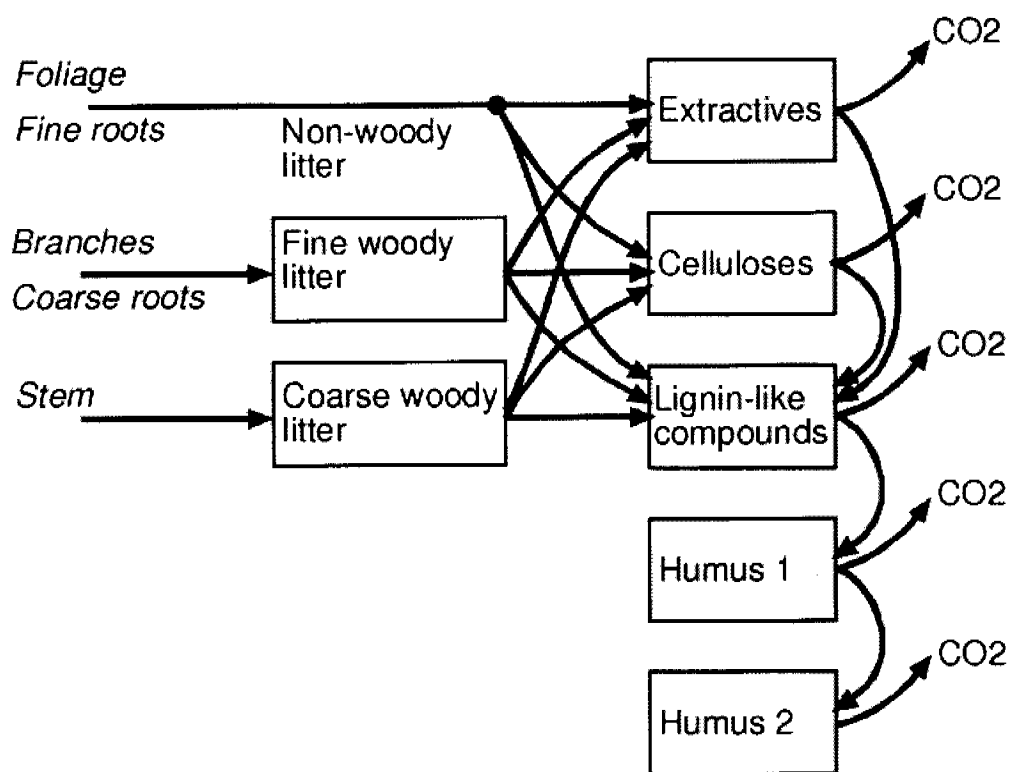 Foliage
Fine roots
Non-woody
litter
Branches
Coarse roots
Fine woody
litter
Stem
Coarse woody
litter
Extractives
CO2
Celluloses
CO2
Lignin-like
compounds
CO2
Humus 1
CO2
Humus 2
CO2